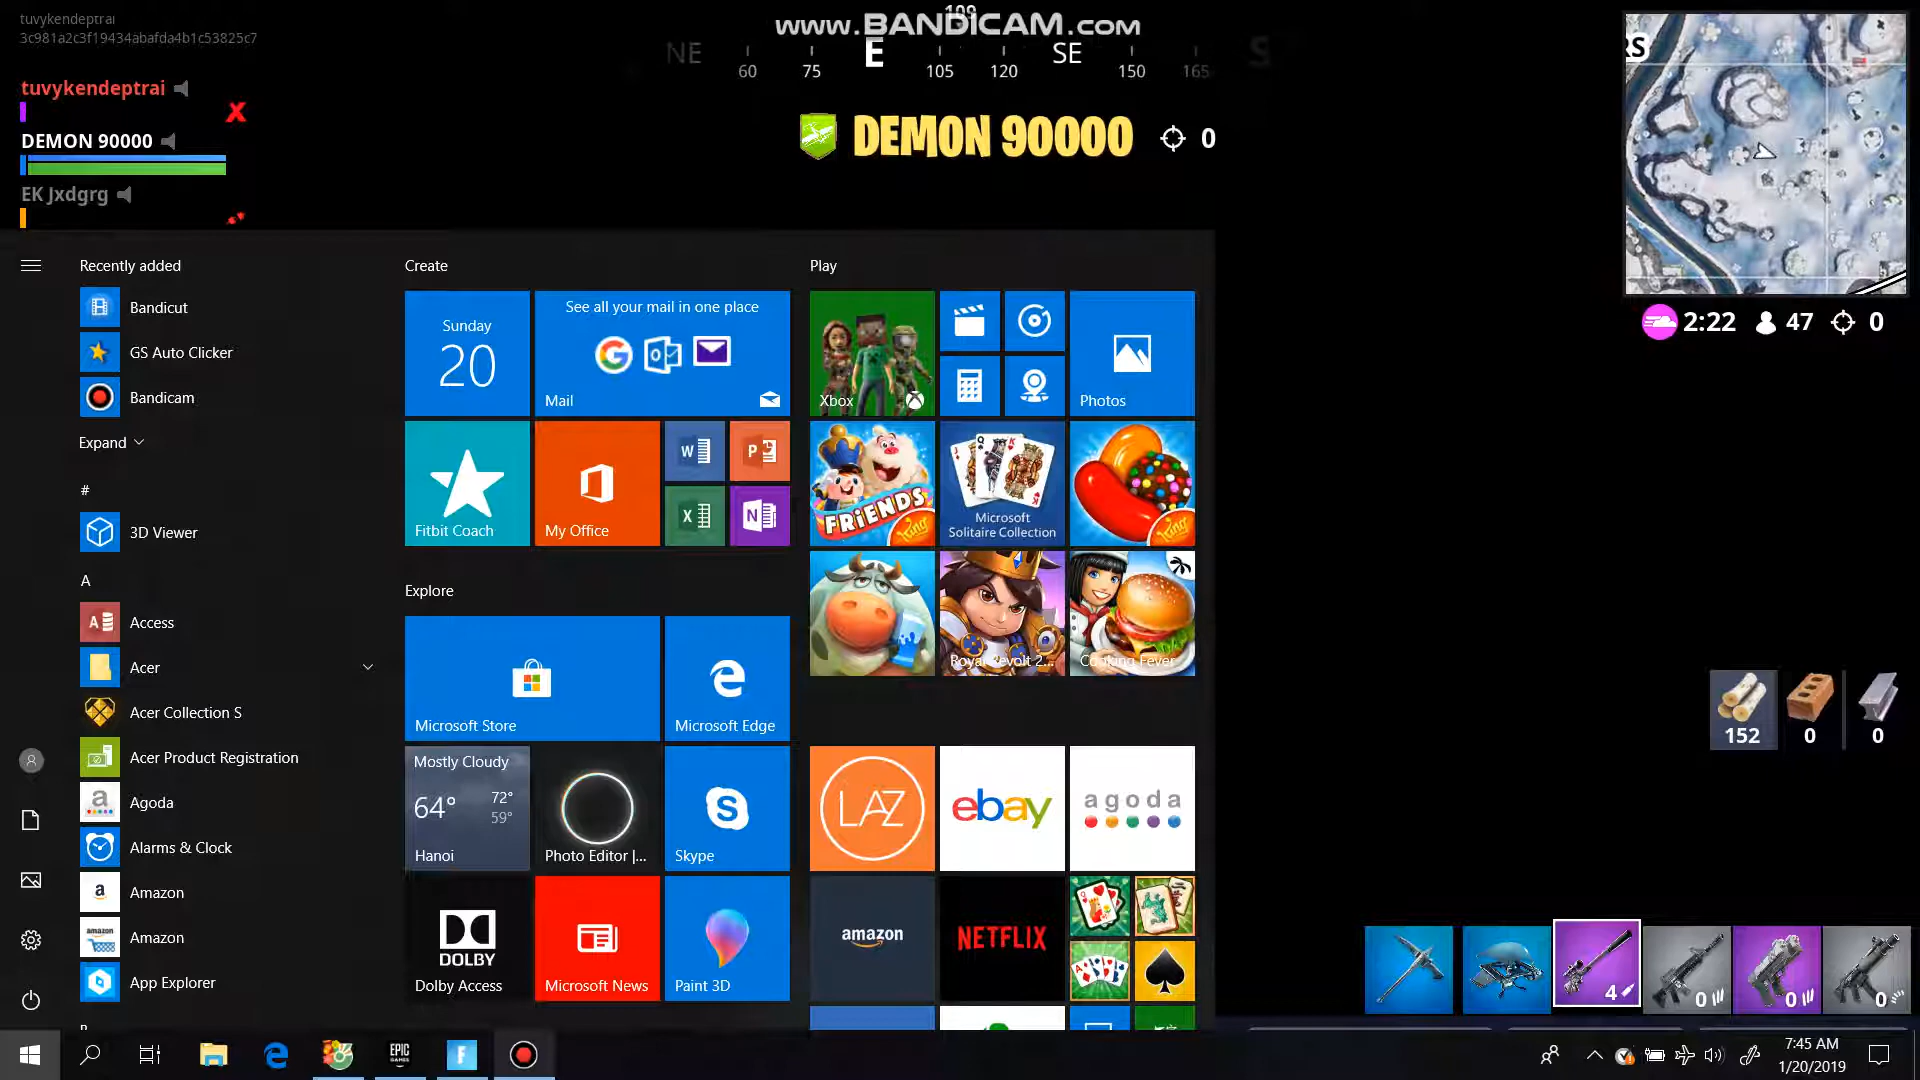 tuvykendeptrai
3c981a2c3f19434abafda4b1c53825c7
www.BANDICAM.com
109
NE E SE S
60 75 105 120 150 165
tuvykendeptrai
X
DEMON 90000
EK Jxdgrg
DEMON 90000 0
RS
2:22 47 0
Recently added
Bandicut
GS Auto Clicker
Bandicam
Expand
#
3D Viewer
A
Access
Acer
Acer Collection S
Acer Product Registration
Agoda
Alarms & Clock
Amazon
Amazon
App Explorer
Create
Sunday
20
See all your mail in one place
Mail
Fitbit Coach
My Office
Explore
Microsoft Store
Microsoft Edge
Mostly Cloudy
64° 72°
59°
Hanoi
Photo Editor |...
Skype
DOLBY
Dolby Access
Microsoft News
Paint 3D
Play
Xbox
Photos
FRIENDS
King
Microsoft
Solitaire Collection
King
Royal Revolt 2...
Cooking Fever
LAZ
ebay
agoda
amazon
NETFLIX
152 0 0
4 0 0 0
EPIC
GAMES
7:45 AM
1/20/2019